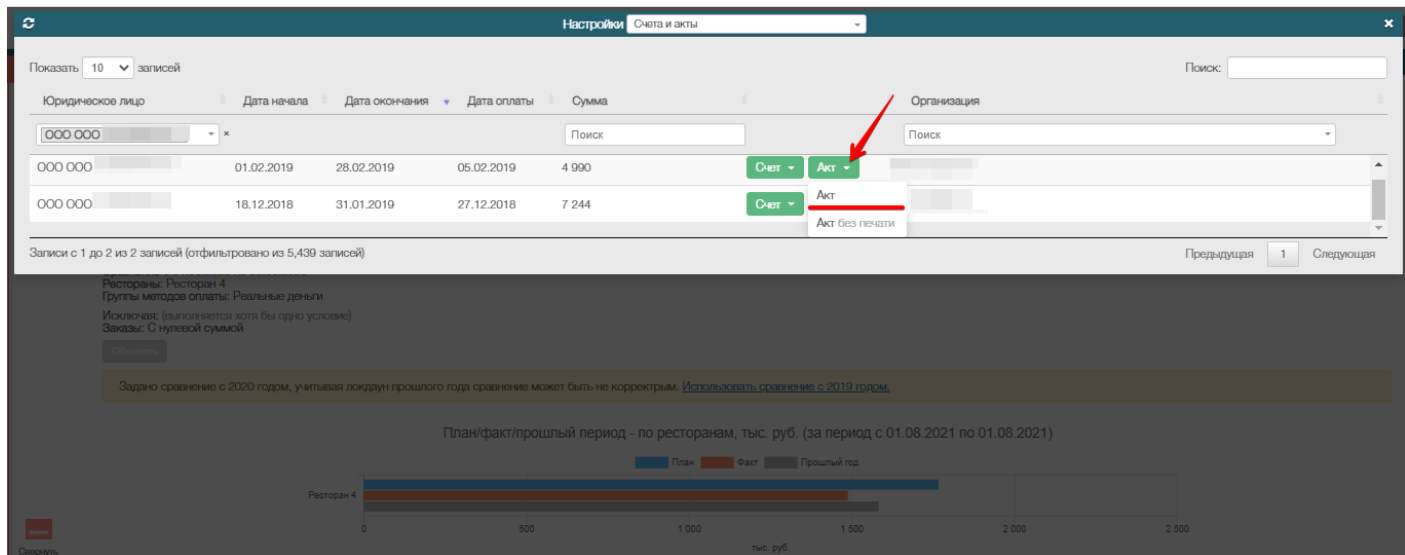 Настройки Счета и акты
Показать 10 записей Поиск:
Юридическое лицо Дата начала Дата окончания Дата оплаты Сумма Организация
ООО ООО × Поиск Поиск
ООО ООО 01.02.2019 28.02.2019 05.02.2019 4 990 Счет Акт
Акт
ООО ООО 18.12.2018 31.01.2019 27.12.2018 7 244 Счет
Акт без печати
Записи с 1 до 2 из 2 записей (отфильтровано из 5,439 записей) Предыдущая 1 Следующая
Рестораны: Ресторан 4
Группы методов оплаты: Реальные деньги
Исключая: (выполняется хотя бы одно условие)
Заказы: С нулевой суммой
Обновить
Задано сравнение с 2020 годом, учитывая локдаун прошлого года сравнение может быть не корректрым. Использовать сравнение с 2019 годом.
План/факт/прошлый период - по ресторанам, тыс. руб. (за период с 01.08.2021 по 01.08.2021)
План Факт Прошлый год
Ресторан 4
0 500 1 000 1 500 2 000 2 500
тыс. руб.
Свернуть